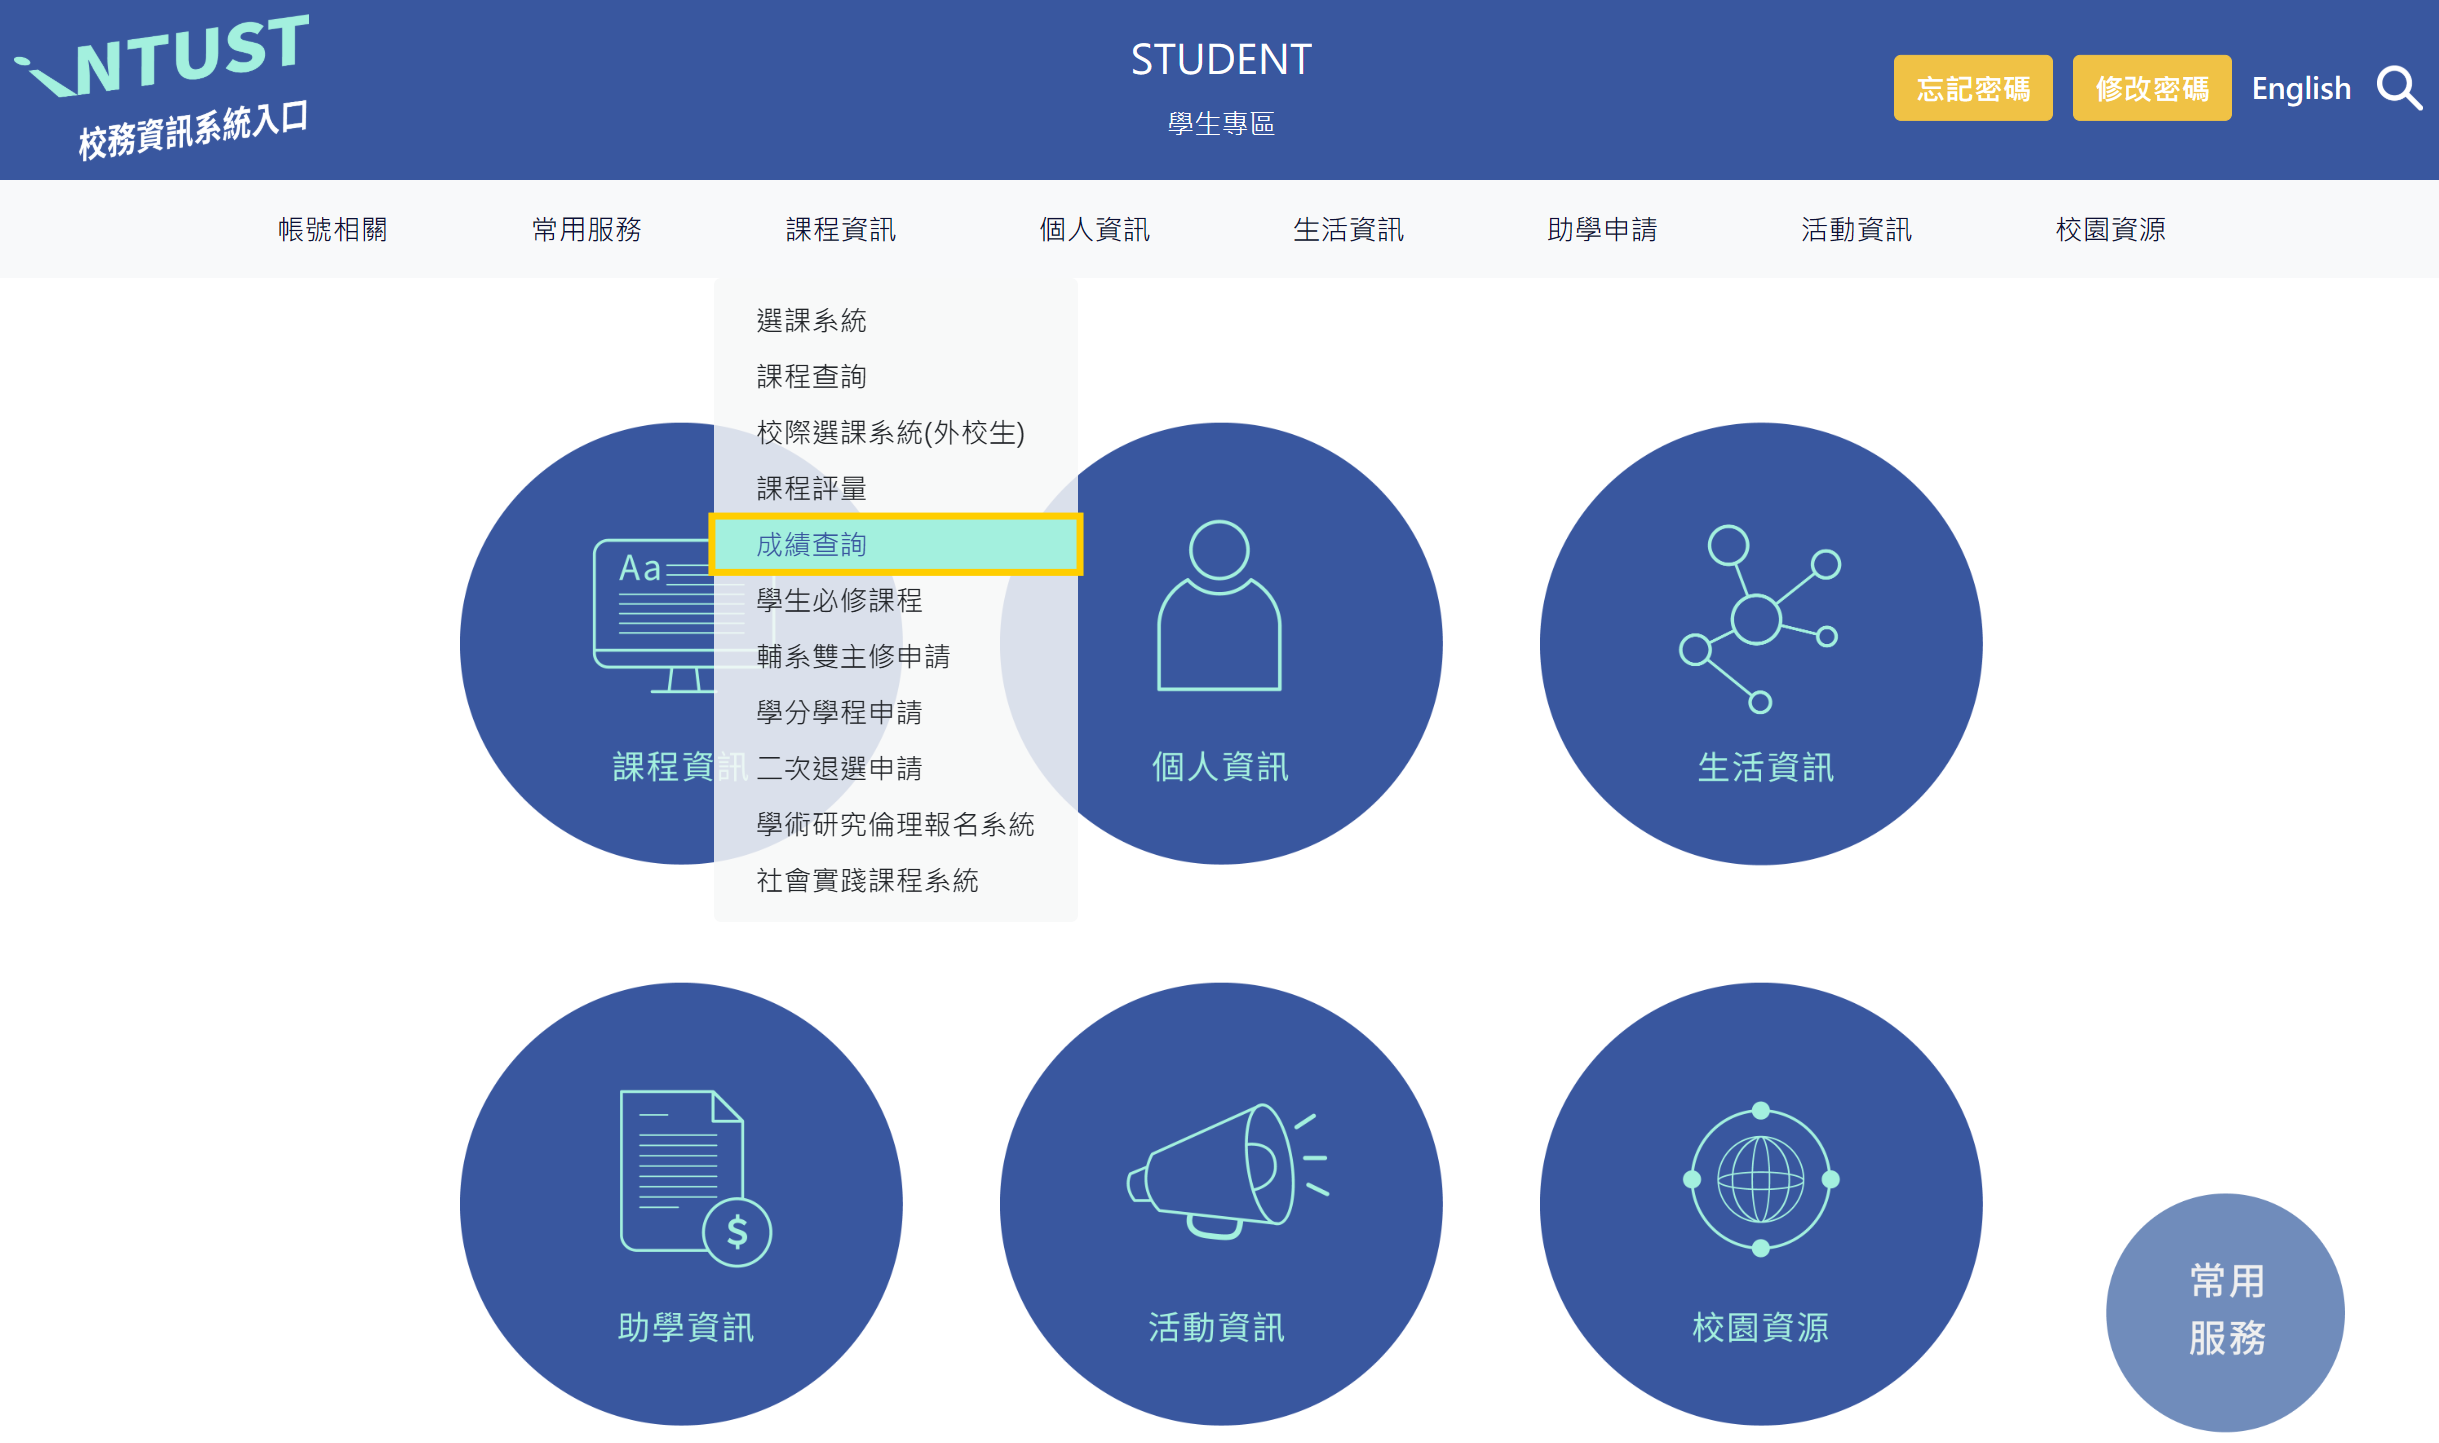 NTUST
校務資訊系統入口
STUDENT
學生專區
忘記密碼
修改密碼
English
帳號相關
常用服務
課程資訊
個人資訊
生活資訊
助學申請
活動資訊
校園資源
選課系統
課程查詢
校際選課系統(外校生)
課程評量
成績查詢
學生必修課程
輔系雙主修申請
學分學程申請
二次退選申請
學術研究倫理報名系統
社會實踐課程系統
Aa
課程資訊
個人資訊
生活資訊
$
助學資訊
活動資訊
校園資源
常用
服務